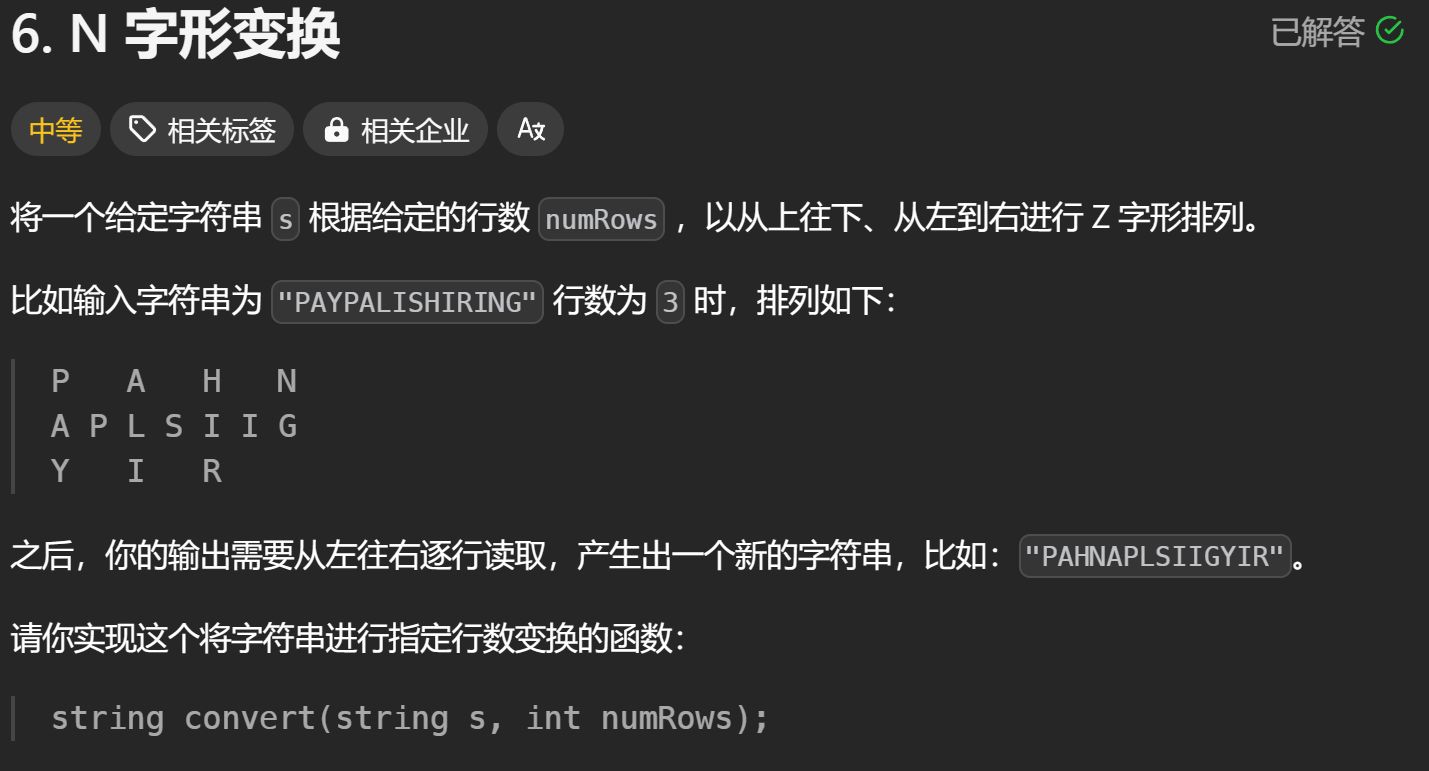 6. N 字形变换
已解答
中等 相关标签 相关企业
将一个给定字符串 s 根据给定的行数 numRows ，以从上往下、从左到右进行 Z 字形排列。
比如输入字符串为 "PAYPALISHIRING" 行数为 3 时，排列如下：
P   A   H   N
A P L S I I G
Y   I   R
之后，你的输出需要从左往右逐行读取，产生出一个新的字符串，比如："PAHNAPLSIIGYIR"。
请你实现这个将字符串进行指定行数变换的函数：
string convert(string s, int numRows);